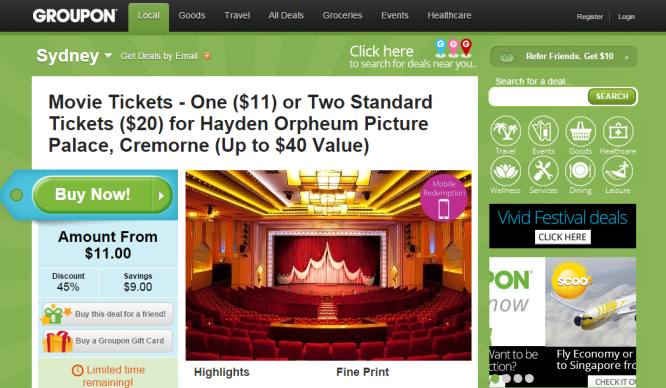 GROUPON
Local Goods Travel All Deals Groceries Events Healthcare
Register Login
Sydney
Get Deals by Email
Click here
to search for deals near you..
G G G
Refer Friends. Get $10
Search for a deal...
SEARCH
Movie Tickets - One ($11) or Two Standard
Tickets ($20) for Hayden Orpheum Picture
Palace, Cremorne (Up to $40 Value)
Travel Events Goods Healthcare
Wellness Services Dining Leisure
Buy Now!
Mobile
Redemption
Amount From
$11.00
Discount Savings
45% $9.00
Buy this deal for a friend!
Buy a Groupon Gift Card
Limited time
remaining!
Highlights
Fine Print
Vivid Festival deals
CLICK HERE
PON
now
Want to be
ction?
scoot
Fly Economy or
to Singapore fro
CHECK IT O